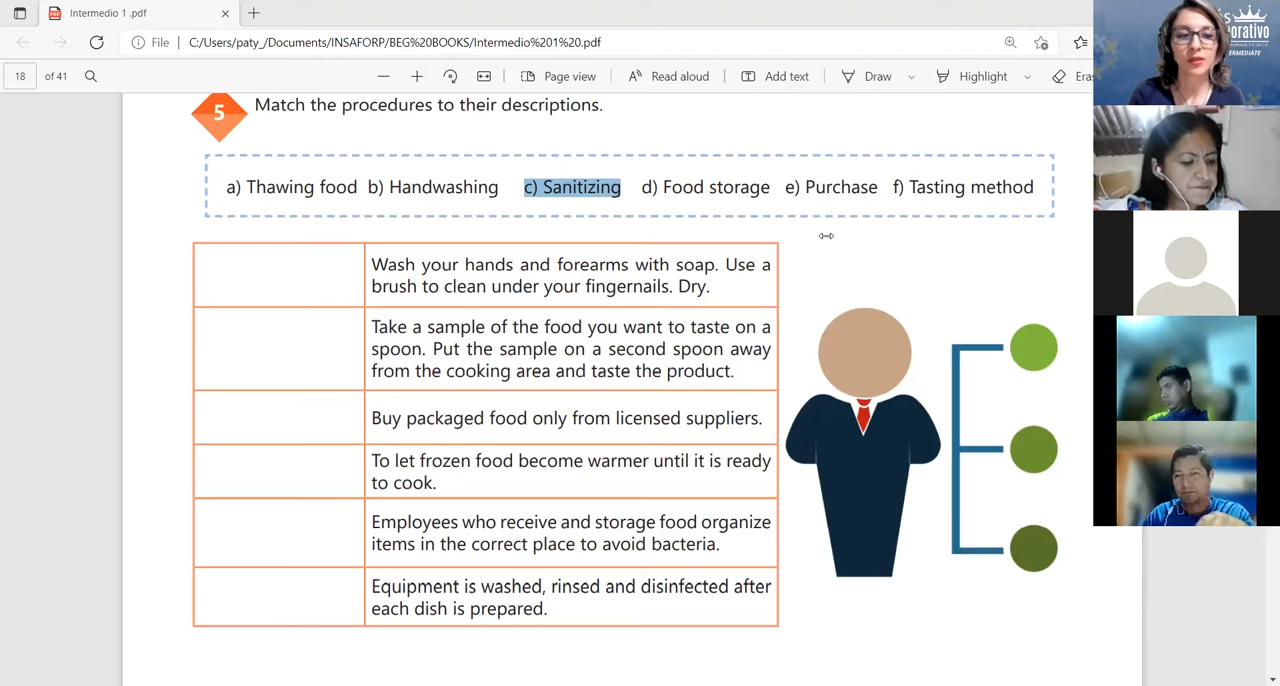 Intermedio 1 .pdf
File C:/Users/paty_/Documents/INSAFORP/BEG%20BOOKS/Intermedio%201%20.pdf
18 of 41 Page view Read aloud Add text Draw Highlight Eras
5 Match the procedures to their descriptions.
a) Thawing food b) Handwashing c) Sanitizing d) Food storage e) Purchase f) Tasting method
Wash your hands and forearms with soap. Use a
brush to clean under your fingernails. Dry.
Take a sample of the food you want to taste on a
spoon. Put the sample on a second spoon away
from the cooking area and taste the product.
Buy packaged food only from licensed suppliers.
To let frozen food become warmer until it is ready
to cook.
Employees who receive and storage food organize
items in the correct place to avoid bacteria.
Equipment is washed, rinsed and disinfected after
each dish is prepared.